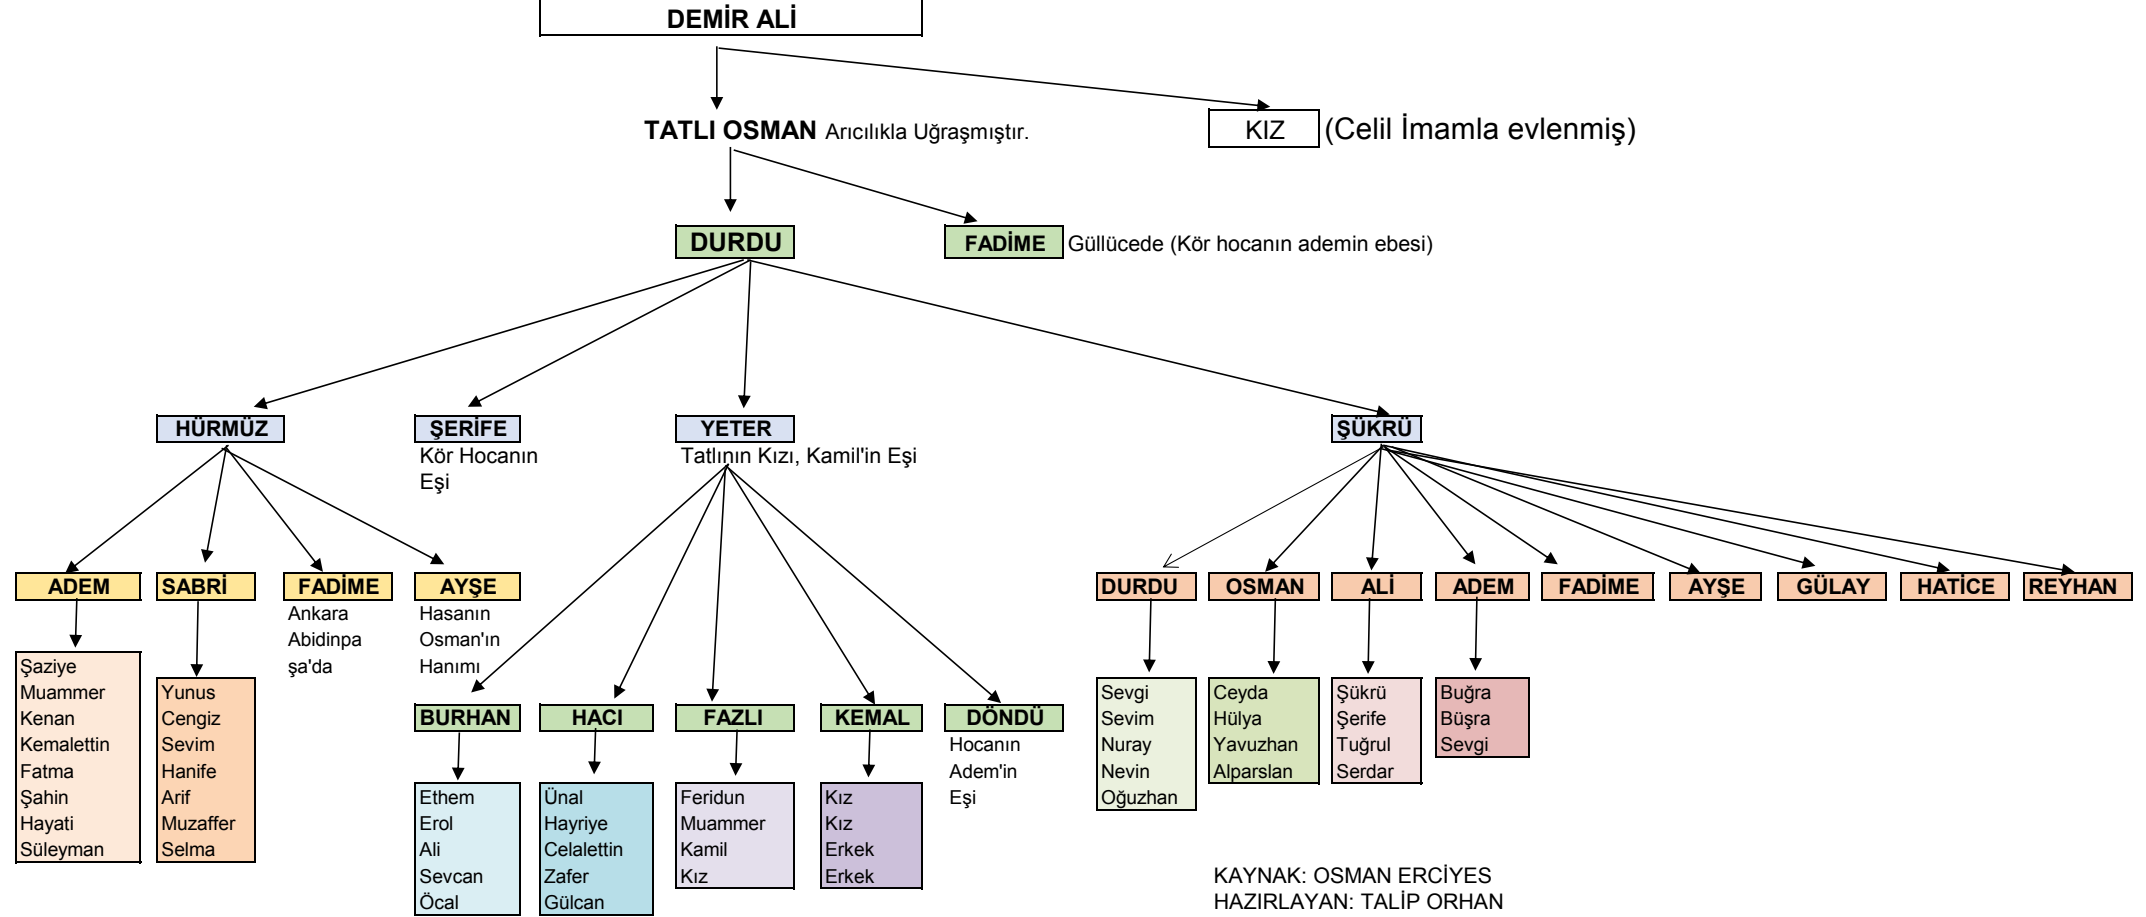 DEMİR ALİ
TATLI OSMAN Arıcılıkla Uğraşmıştır.
KIZ (Celil İmamla evlenmiş)
DURDU
FADİME Güllücede (Kör hocanın ademin ebesi)
HÜRMÜZ
ŞERİFE
Kör Hocanın
Eşi
YETER
Tatlının Kızı, Kamil'in Eşi
ŞÜKRÜ
ADEM
SABRİ
FADİME
Ankara
Abidinpa
şa'da
AYŞE
Hasanın
Osman'ın
Hanımı
DURDU
OSMAN
ALİ
ADEM
FADİME
AYŞE
GÜLAY
HATİCE
REYHAN
Şaziye
Muammer
Kenan
Kemalettin
Fatma
Şahin
Hayati
Süleyman
Yunus
Cengiz
Sevim
Hanife
Arif
Muzaffer
Selma
BURHAN
HACI
FAZLI
KEMAL
DÖNDÜ
Hocanın
Adem'in
Eşi
Ethem
Erol
Ali
Sevcan
Öcal
Ünal
Hayriye
Celalettin
Zafer
Gülcan
Feridun
Muammer
Kamil
Kız
Kız
Kız
Erkek
Erkek
Sevgi
Sevim
Nuray
Nevin
Oğuzhan
Ceyda
Hülya
Yavuzhan
Alparslan
Şükrü
Şerife
Tuğrul
Serdar
Buğra
Büşra
Sevgi
KAYNAK: OSMAN ERCİYES
HAZIRLAYAN: TALİP ORHAN